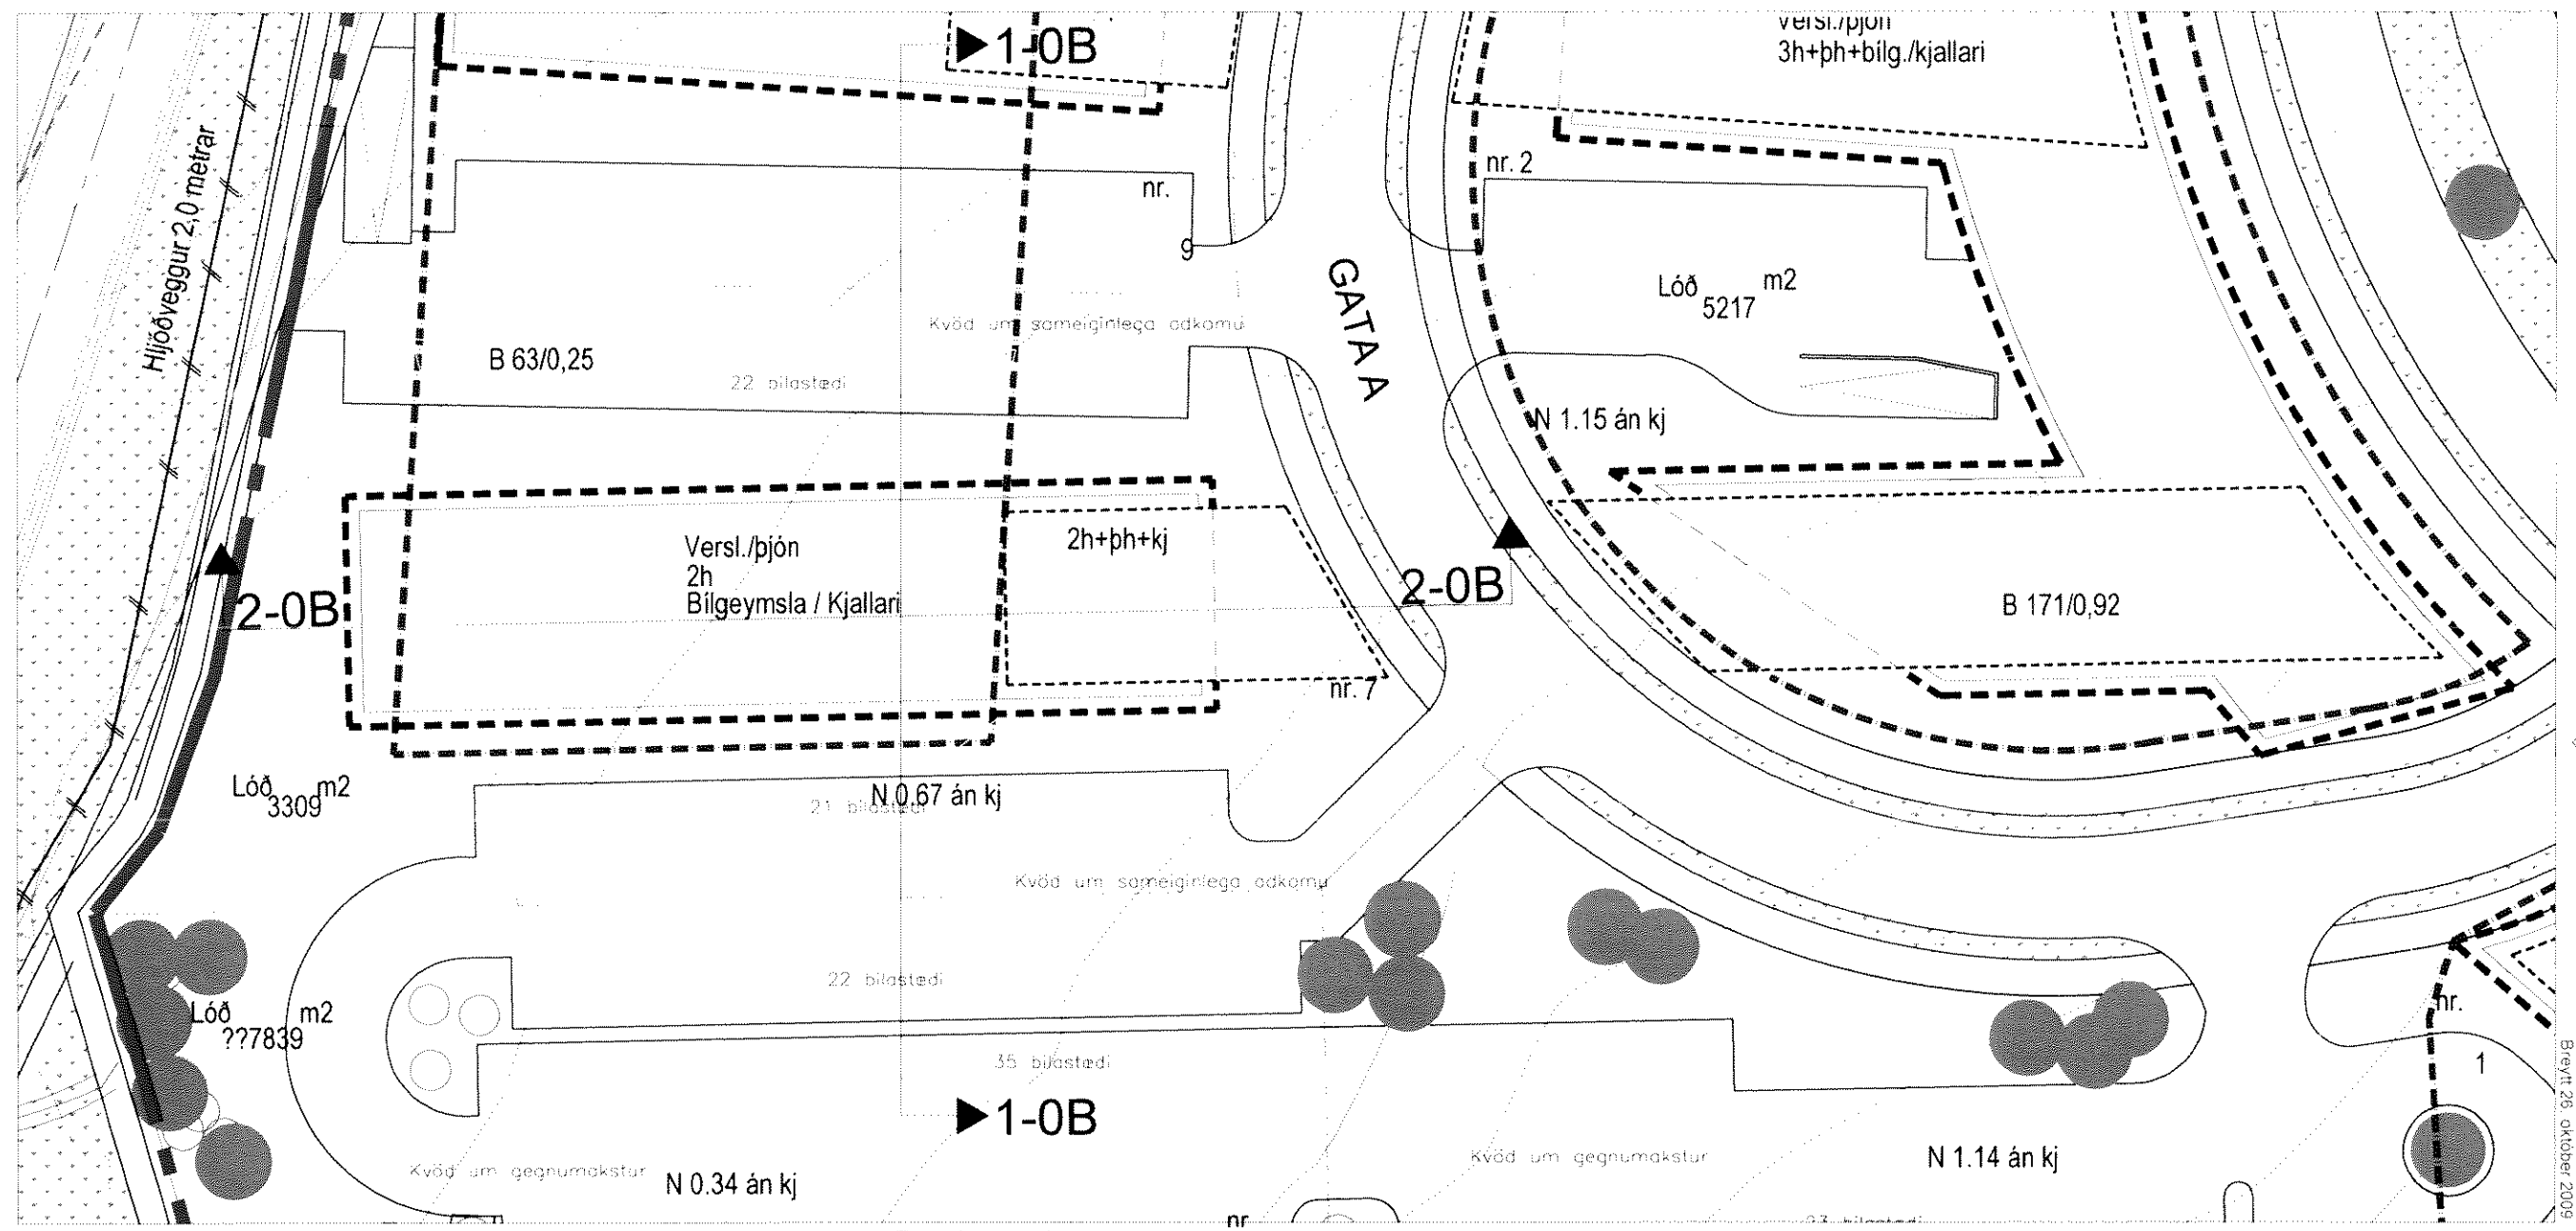 1-0B
Versl./þjón
3h+þh+bílg./kjallari
Hljóðveggur 2,0 metrar
nr.
9
nr. 2
Lóð 5217 m2
GATA A
Kvöð um sameiginlega aðkomu
B 63/0,25
22 bílastæði
N 1.15 án kj
Versl./þjón
2h
Bílgeymsla / Kjallari
2h+þh+kj
2-0B
2-0B
B 171/0,92
nr. 7
Lóð 3309 m2
N 0.67 án kj
21 bílastæði
Kvöð um sameiginlega aðkomu
22 bílastæði
Lóð ??7839 m2
35 bílastæði
nr.
1
1-0B
Kvöð um gegnumakstur
N 0.34 án kj
Kvöð um gegnumakstur
N 1.14 án kj
nr.
23 bílastæði
Breytt 26. október 2009